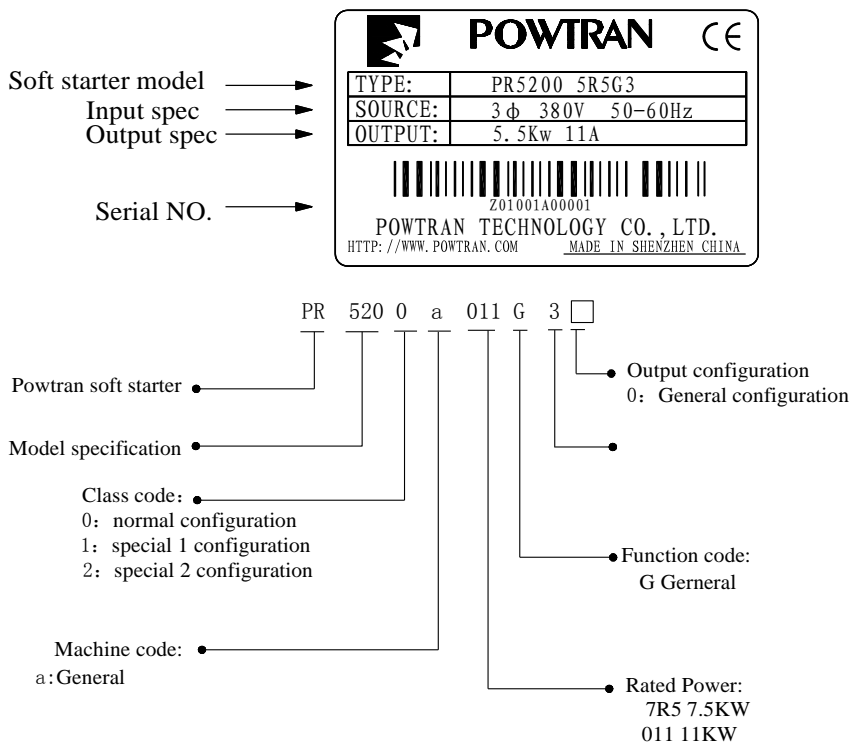 POWTRAN CE
Soft starter model
TYPE: PR5200 5R5G3
Input spec
SOURCE: 3ф 380V 50-60Hz
Output spec
OUTPUT: 5.5Kw 11A
Serial NO.
Z01001A00001
POWTRAN TECHNOLOGY CO.,LTD.
HTTP://WWW.POWTRAN.COM MADE IN SHENZHEN CHINA
PR 520 0 a 011 G 3
Powtran soft starter
Output configuration
0: General configuration
Model specification
Class code:
0: normal configuration
1: special 1 configuration
2: special 2 configuration
Function code:
G Gerneral
Machine code:
a:General
Rated Power:
7R5 7.5KW
011 11KW